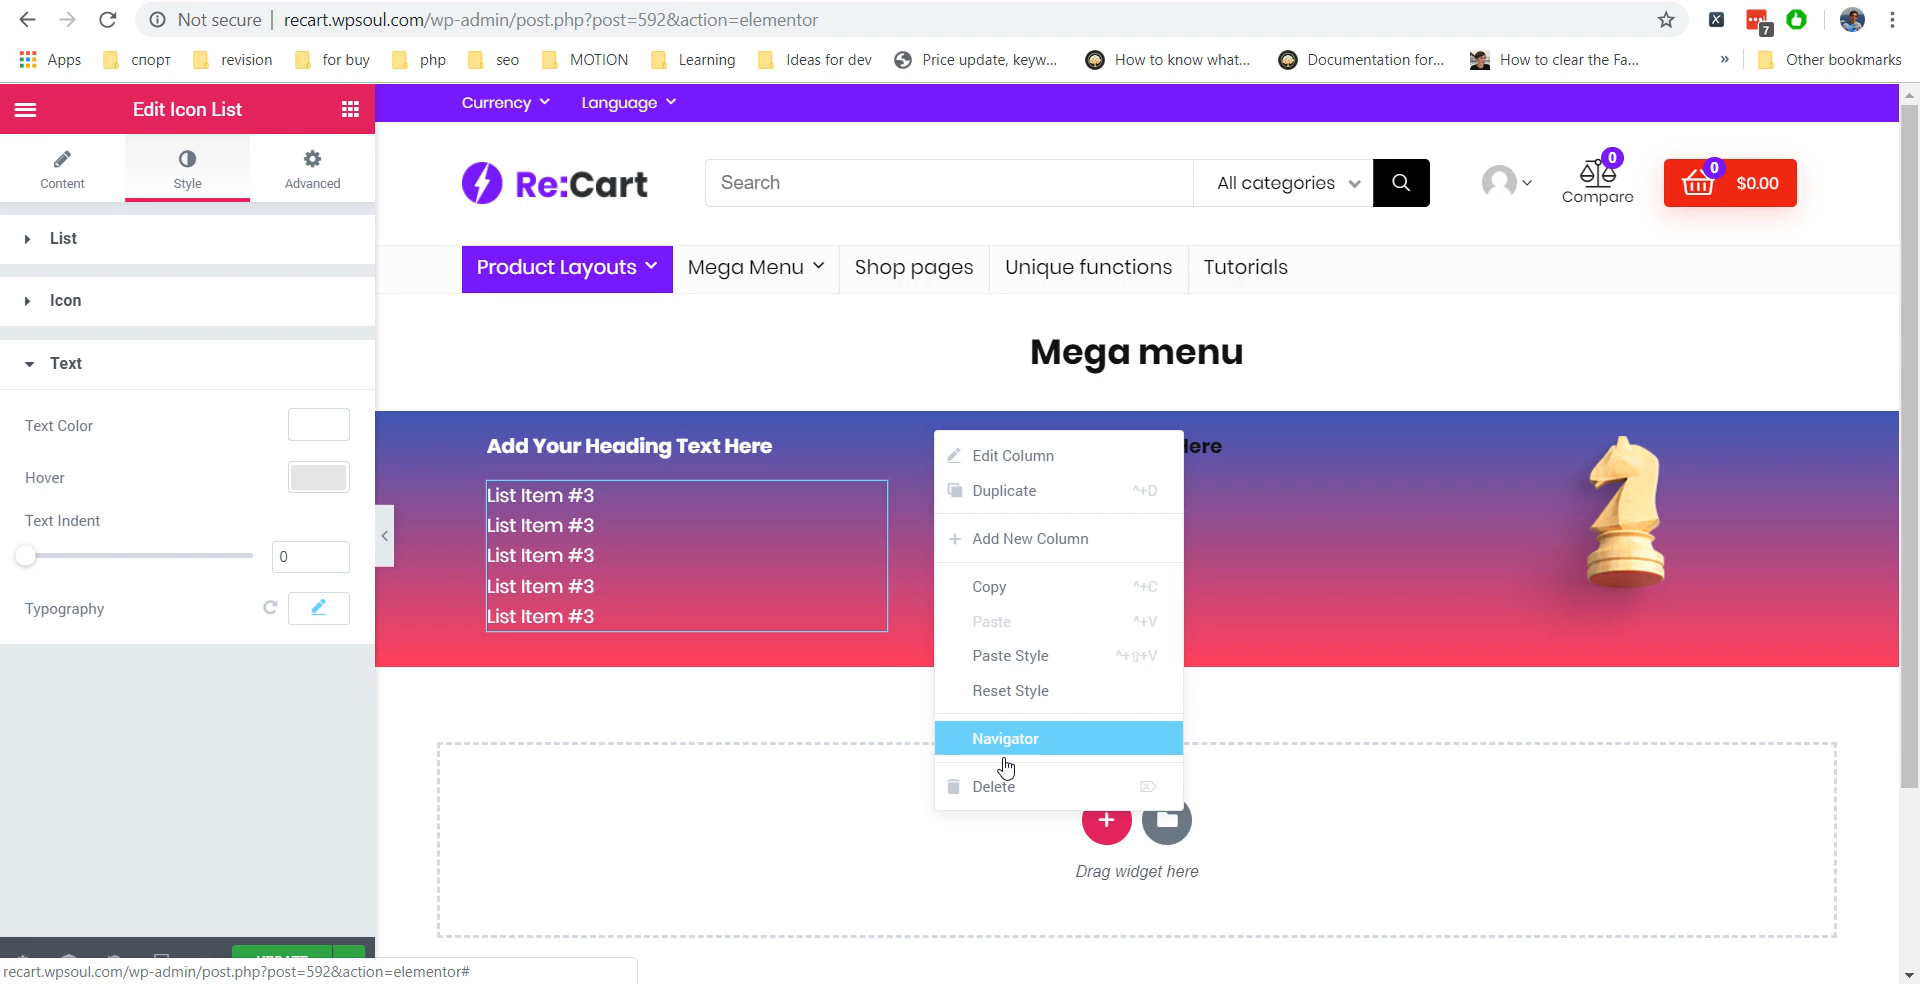 Not secure | recart.wpsoul.com/wp-admin/post.php?post=592&action=elementor
7
Apps спорт revision for buy php seo MOTION Learning Ideas for dev Price update, keyw... How to know what... Documentation for... How to clear the Fa... » Other bookmarks
Edit Icon List
Content Style Advanced
List
Icon
Text
Text Color
Hover
Text Indent
0
Typography
Currency Language
Re:Cart
Search All categories
0
Compare
0
$0.00
Product Layouts Mega Menu Shop pages Unique functions Tutorials
Mega menu
Add Your Heading Text Here
List Item #3
List Item #3
List Item #3
List Item #3
List Item #3
Here
Edit Column
Duplicate ^+D
+ Add New Column
Copy ^+C
Paste ^+V
Paste Style ^+⇧+V
Reset Style
Navigator
Delete ⌦
Drag widget here
UPDATE
recart.wpsoul.com/wp-admin/post.php?post=592&action=elementor#